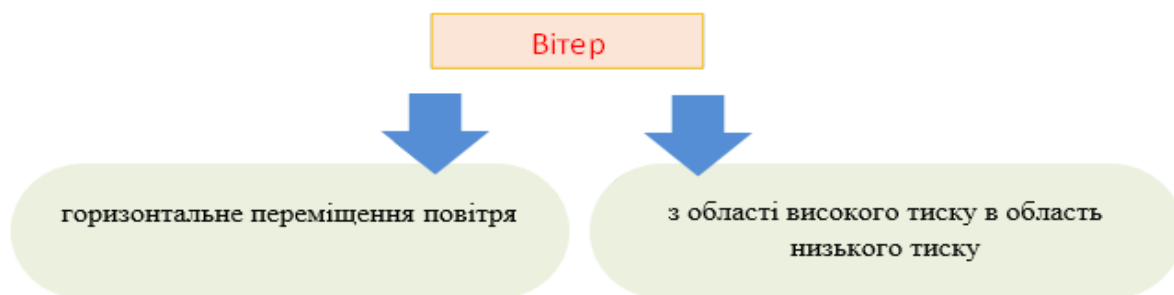 Вітер
горизонтальне переміщення повітря
з області високого тиску в область
низького тиску